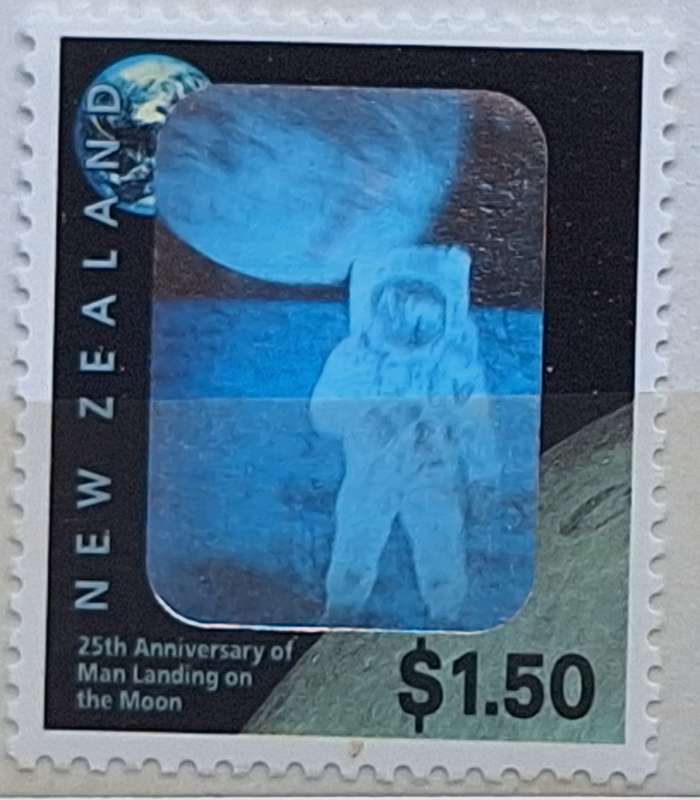 NEW ZEALAND
25th Anniversary of
Man Landing on
the Moon
$1.50